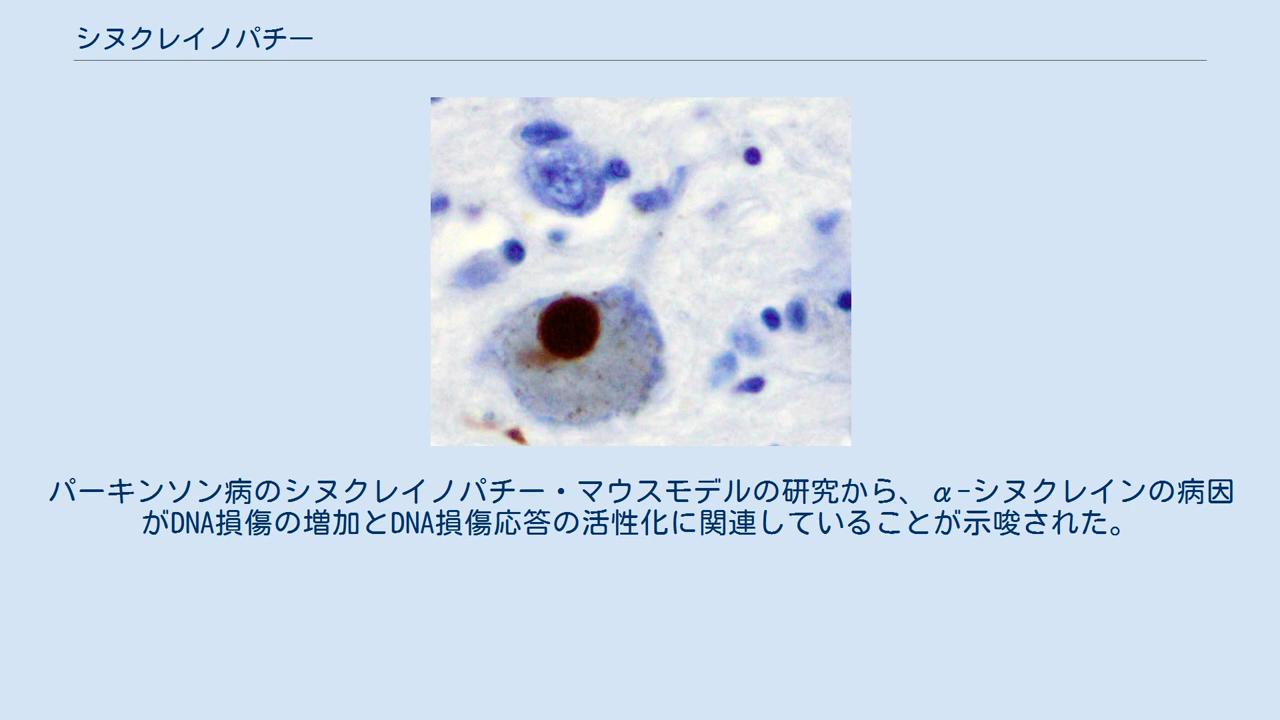 シヌクレイノパチー
パーキンソン病のシヌクレイノパチー・マウスモデルの研究から、α-シヌクレインの病因
がDNA損傷の増加とDNA損傷応答の活性化に関連していることが示唆された。